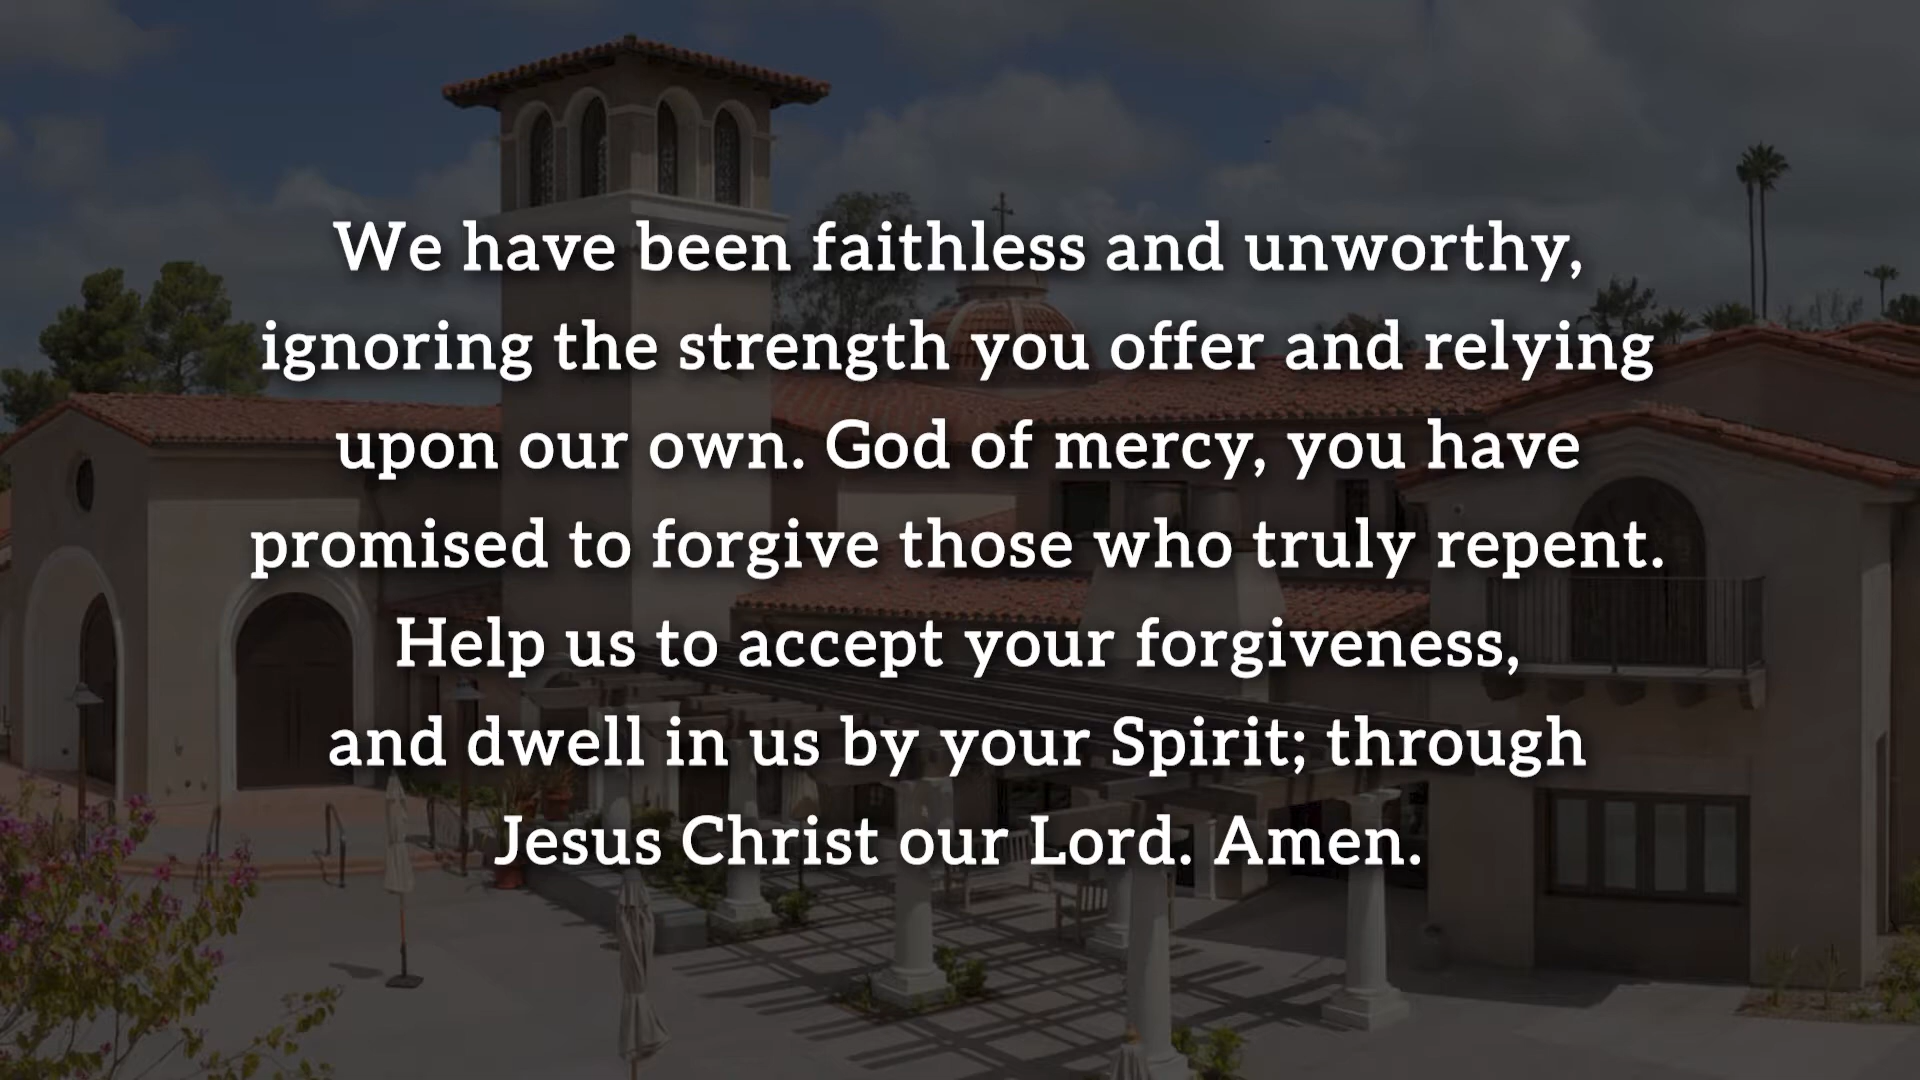 We have been faithless and unworthy,
ignoring the strength you offer and relying
upon our own. God of mercy, you have
promised to forgive those who truly repent.
Help us to accept your forgiveness,
and dwell in us by your Spirit; through
Jesus Christ our Lord. Amen.